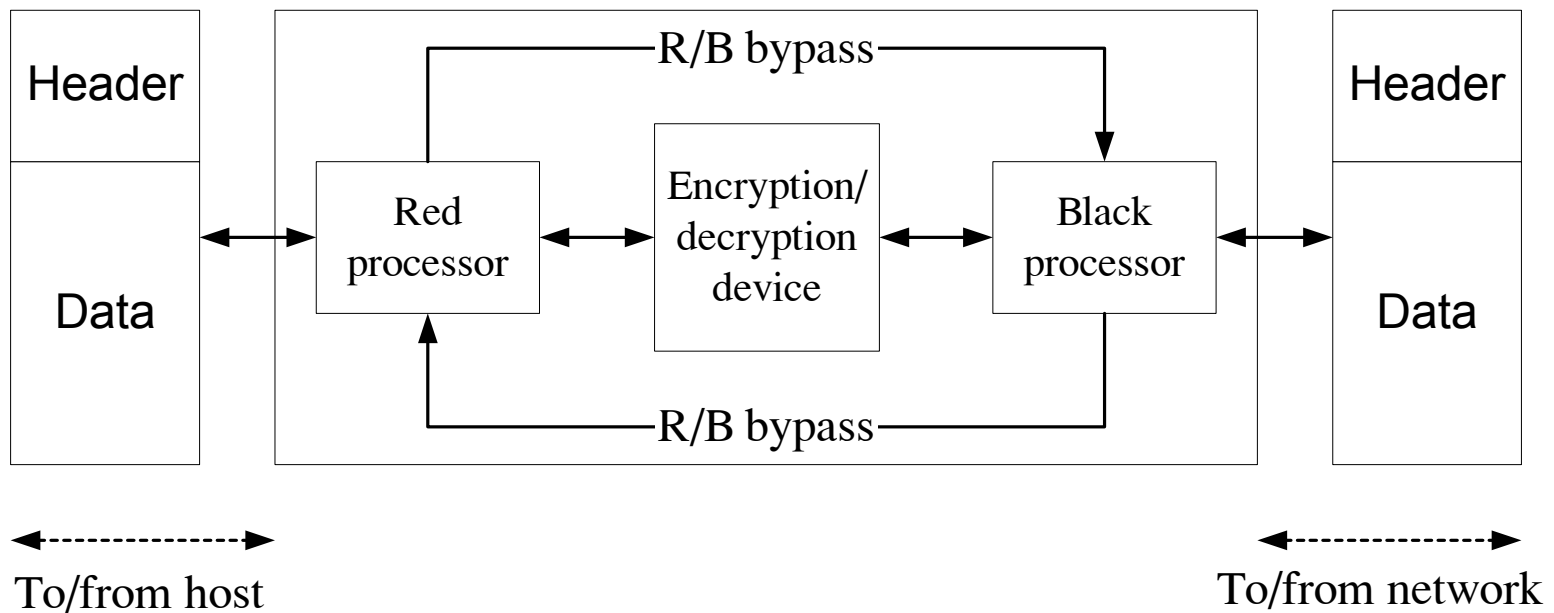 Header
Data
R/B bypass
Red
processor
Encryption/
decryption
device
Black
processor
R/B bypass
Header
Data
To/from host
To/from network